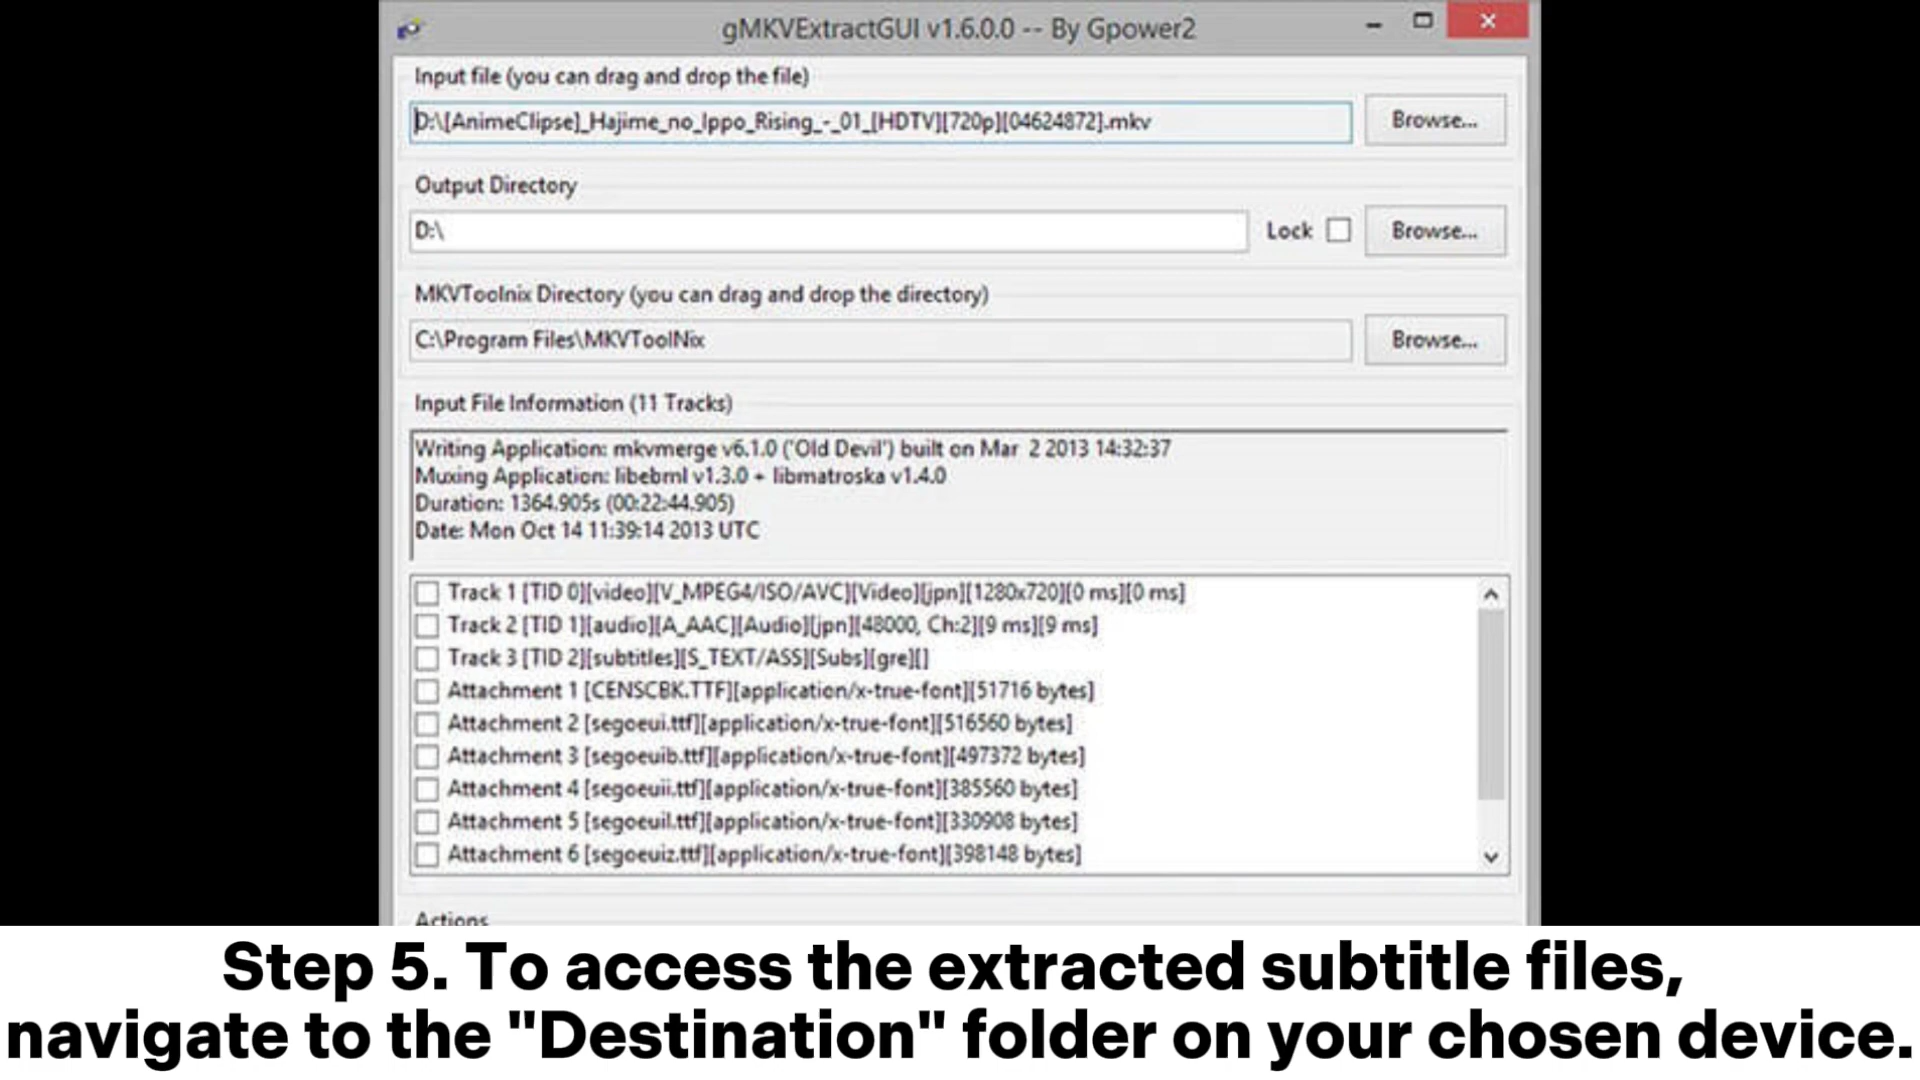 gMKVExtractGUI v1.6.0.0 -- By Gpower2
Input file (you can drag and drop the file)
D:\[AnimeClipse]_Hajime_no_Ippo_Rising_-_01_[HDTV][720p][04624872].mkv
Browse...
Output Directory
D:\
Lock
Browse...
MKVToolnix Directory (you can drag and drop the directory)
C:\Program Files\MKVToolNix
Browse...
Input File Information (11 Tracks)
Writing Application: mkvmerge v6.1.0 ('Old Devil') built on Mar  2 2013 14:32:37
Muxing Application: libebml v1.3.0 + libmatroska v1.4.0
Duration: 1364.905s (00:22:44.905)
Date: Mon Oct 14 11:39:14 2013 UTC
Track 1 [TID 0][video][V_MPEG4/ISO/AVC][Video][jpn][1280x720][0 ms][0 ms]
Track 2 [TID 1][audio][A_AAC][Audio][jpn][48000, Ch:2][9 ms][9 ms]
Track 3 [TID 2][subtitles][S_TEXT/ASS][Subs][gre][]
Attachment 1 [CENSCBK.TTF][application/x-true-font][51716 bytes]
Attachment 2 [segoeui.ttf][application/x-true-font][516560 bytes]
Attachment 3 [segoeuib.ttf][application/x-true-font][497372 bytes]
Attachment 4 [segoeuii.ttf][application/x-true-font][385560 bytes]
Attachment 5 [segoeuil.ttf][application/x-true-font][330908 bytes]
Attachment 6 [segoeuiz.ttf][application/x-true-font][398148 bytes]
Actions
Step 5. To access the extracted subtitle files,
navigate to the "Destination" folder on your chosen device.